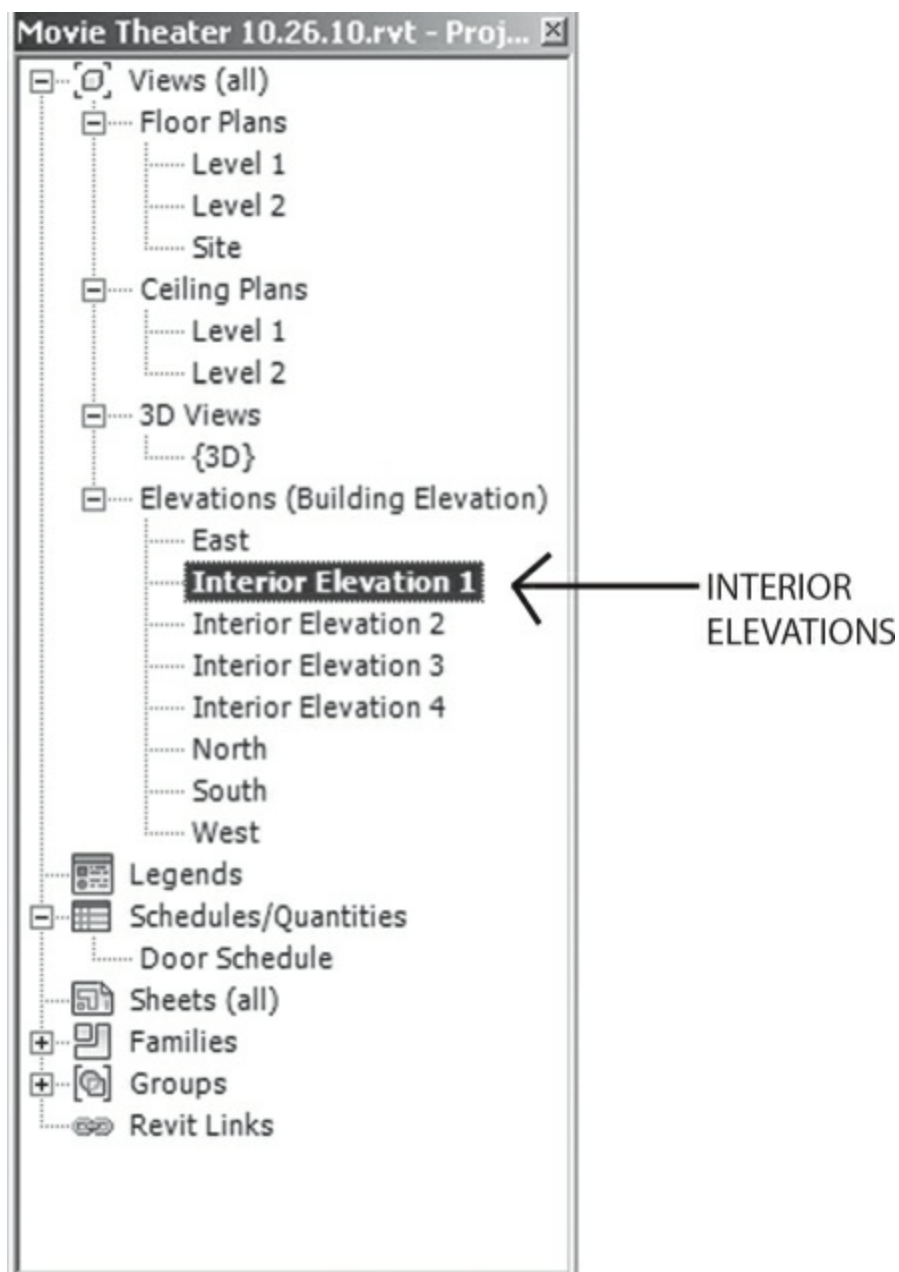 Movie Theater 10.26.10.rvt - Proj...
Views (all)
Floor Plans
Level 1
Level 2
Site
Ceiling Plans
Level 1
Level 2
3D Views
{3D}
Elevations (Building Elevation)
East
Interior Elevation 1
Interior Elevation 2
Interior Elevation 3
Interior Elevation 4
North
South
West
Legends
Schedules/Quantities
Door Schedule
Sheets (all)
Families
Groups
Revit Links
INTERIOR
ELEVATIONS